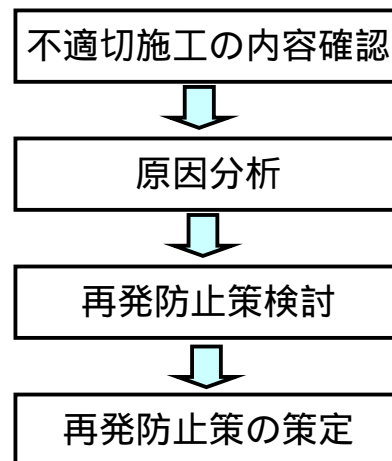 不適切施工の内容確認
原因分析
再発防止策検討
再発防止策の策定